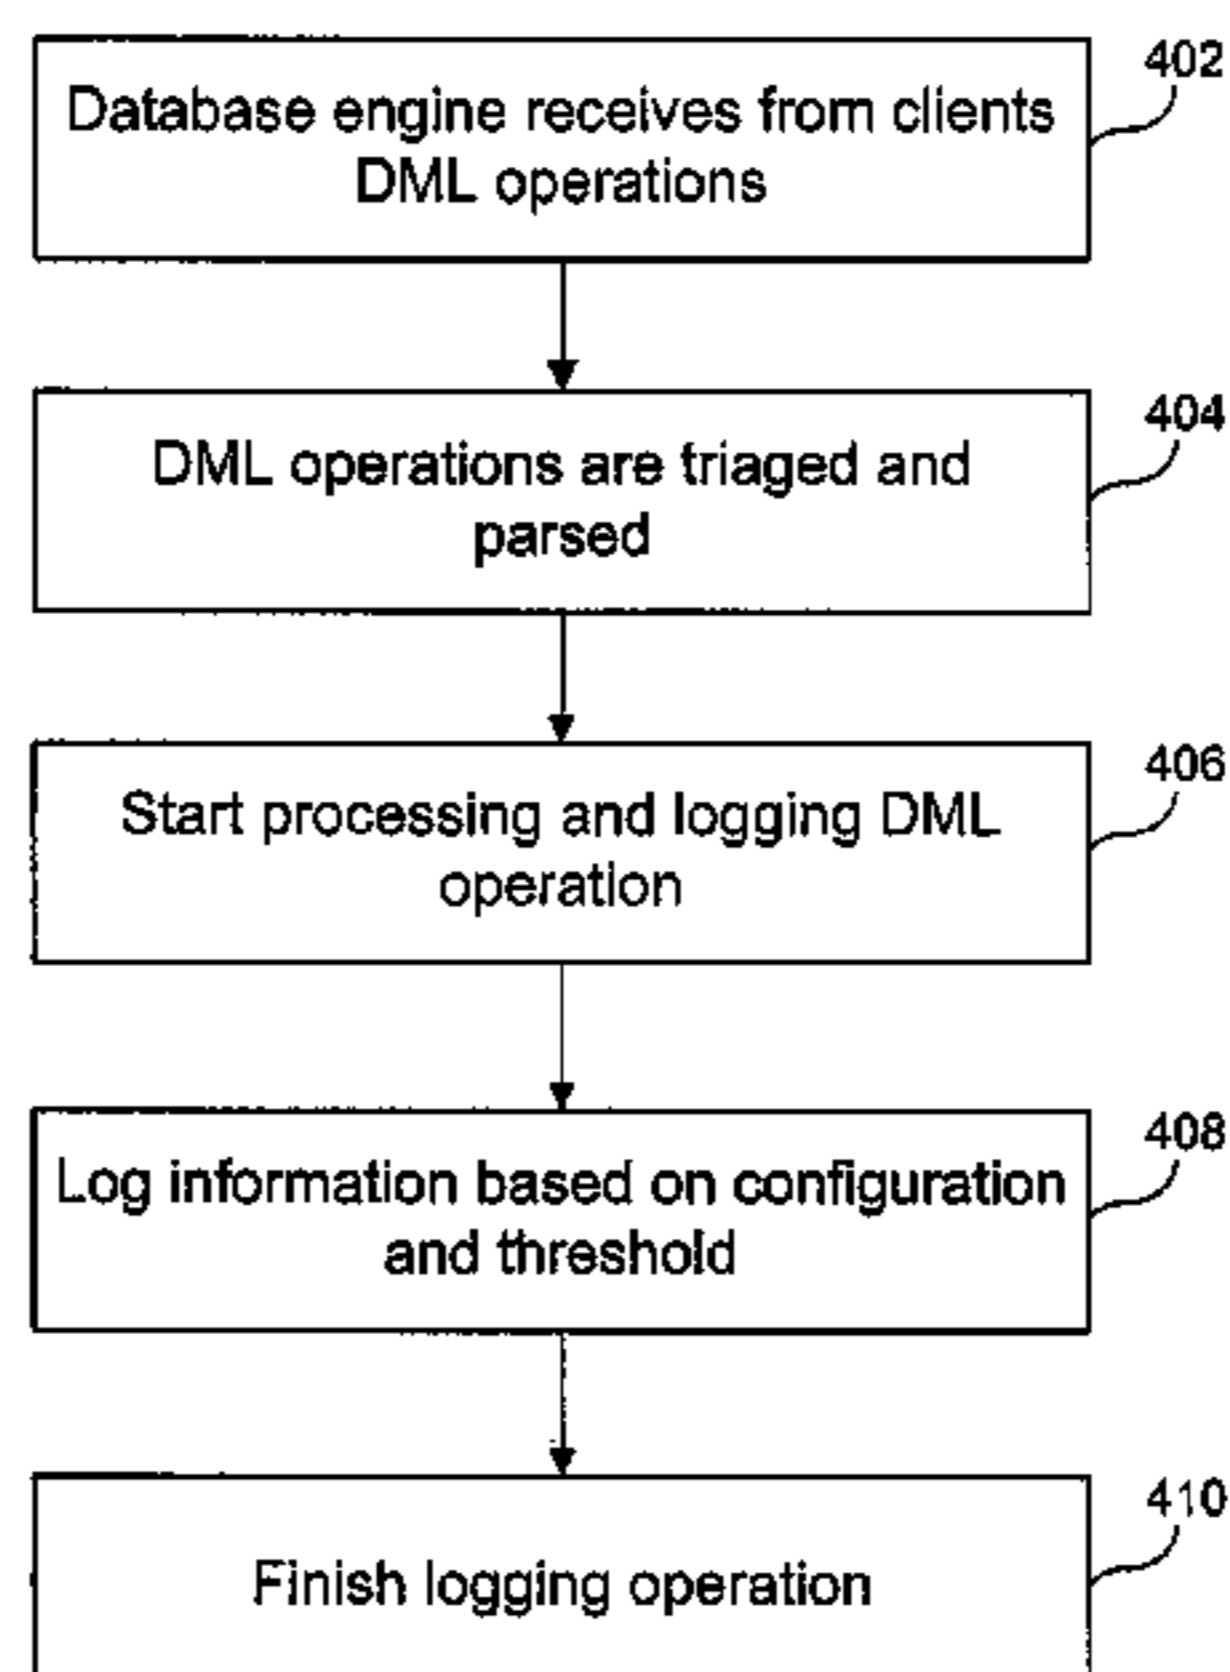 402
Database engine receives from clients
DML operations
404
DML operations are triaged and
parsed
406
Start processing and logging DML
operation
408
Log information based on configuration
and threshold
410
Finish logging operation